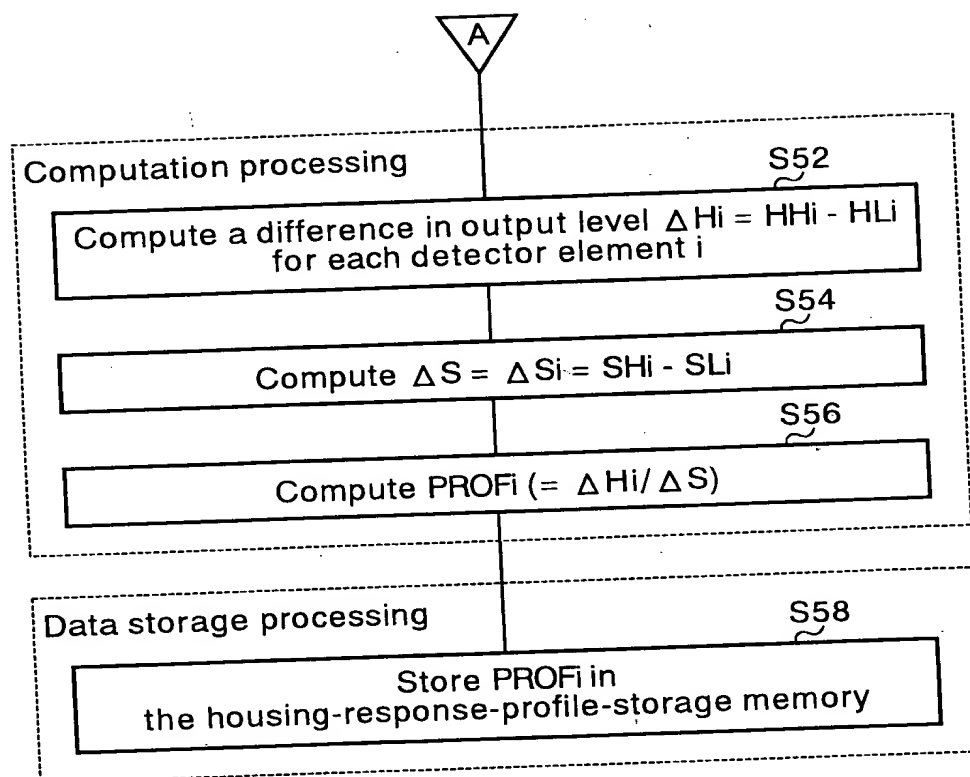 A
Computation processing
S52
Compute a difference in output level ΔHi = HHi - HLi
for each detector element i
S54
Compute ΔS = ΔSi = SHi - SLi
S56
Compute PROFi (= ΔHi/ΔS)
Data storage processing
S58
Store PROFi in
the housing-response-profile-storage memory